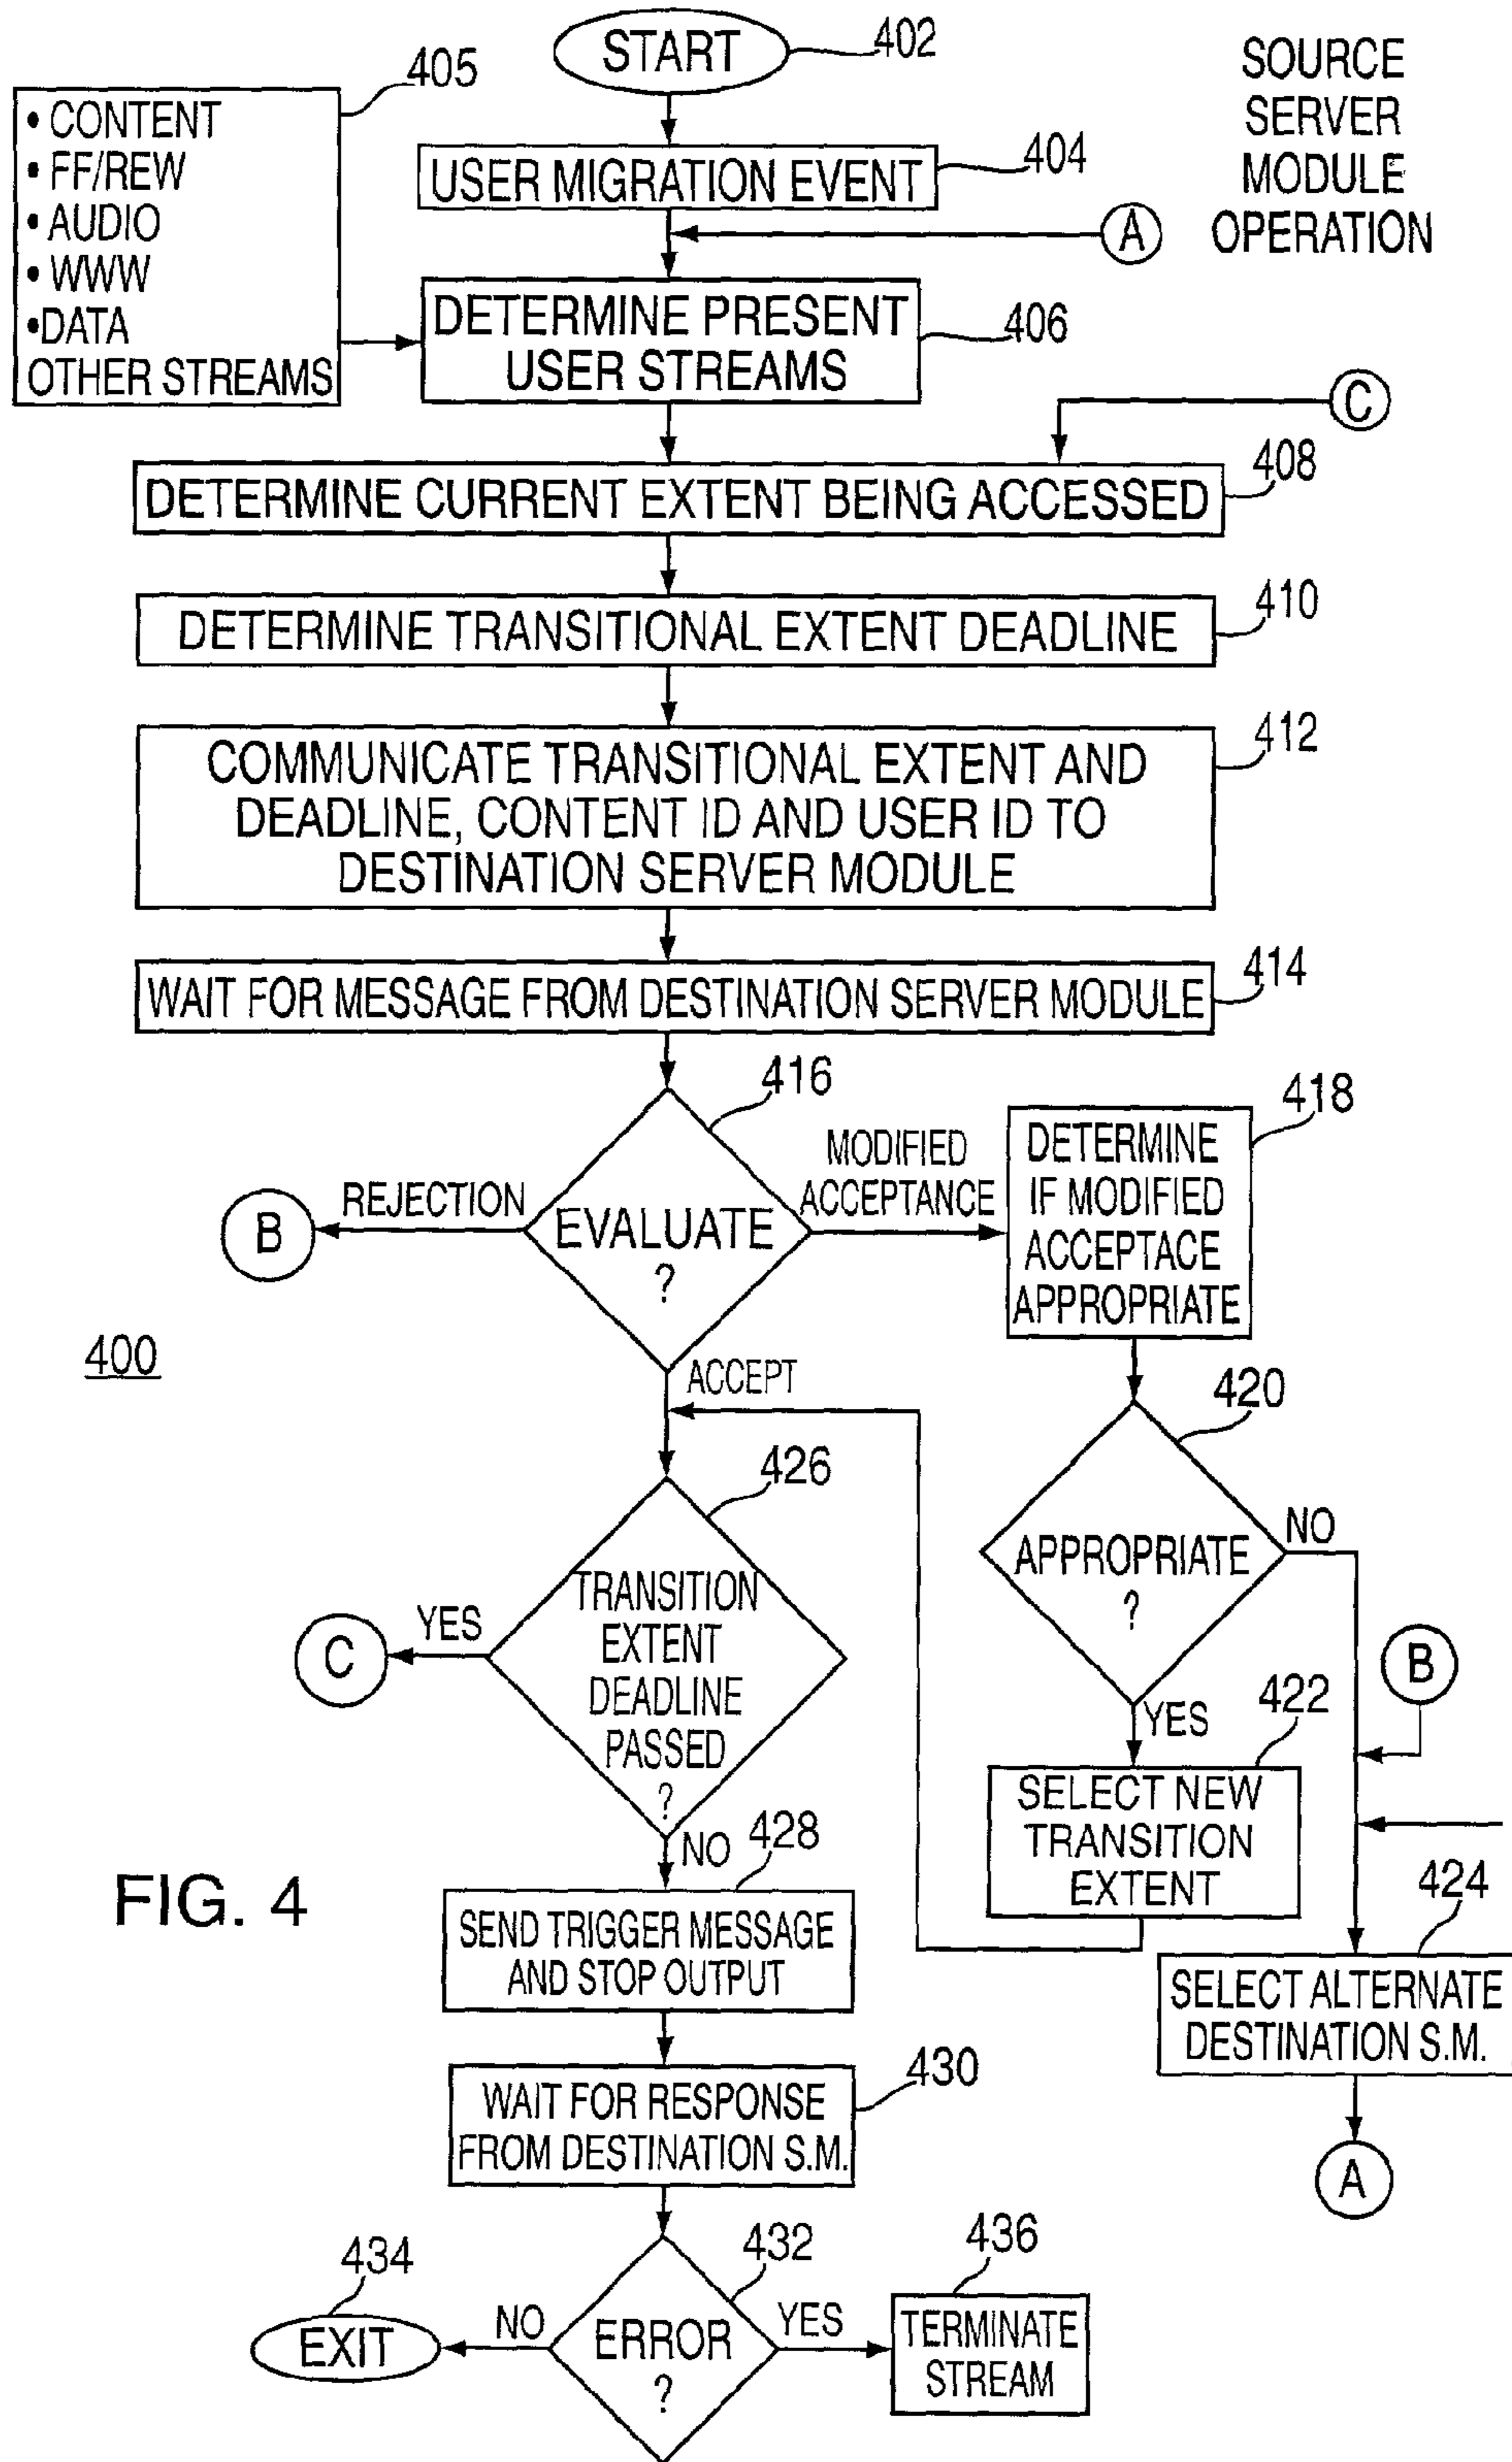 START
402
SOURCE
SERVER
MODULE
OPERATION
405
• CONTENT
• FF/REW
• AUDIO
• WWW
•DATA
OTHER STREAMS
USER MIGRATION EVENT
404
A
DETERMINE PRESENT
USER STREAMS
406
C
DETERMINE CURRENT EXTENT BEING ACCESSED
408
DETERMINE TRANSITIONAL EXTENT DEADLINE
410
COMMUNICATE TRANSITIONAL EXTENT AND
DEADLINE, CONTENT ID AND USER ID TO
DESTINATION SERVER MODULE
412
WAIT FOR MESSAGE FROM DESTINATION SERVER MODULE
414
416
EVALUATE
?
REJECTION
B
MODIFIED
ACCEPTANCE
418
DETERMINE
IF MODIFIED
ACCEPTACE
APPROPRIATE
400
ACCEPT
420
APPROPRIATE
?
NO
YES
B
426
TRANSITION
EXTENT
DEADLINE
PASSED
?
YES
C
NO
422
SELECT NEW
TRANSITION
EXTENT
424
SELECT ALTERNATE
DESTINATION S.M.
A
FIG. 4
428
SEND TRIGGER MESSAGE
AND STOP OUTPUT
430
WAIT FOR RESPONSE
FROM DESTINATION S.M.
432
ERROR
?
NO
434
EXIT
YES
436
TERMINATE
STREAM